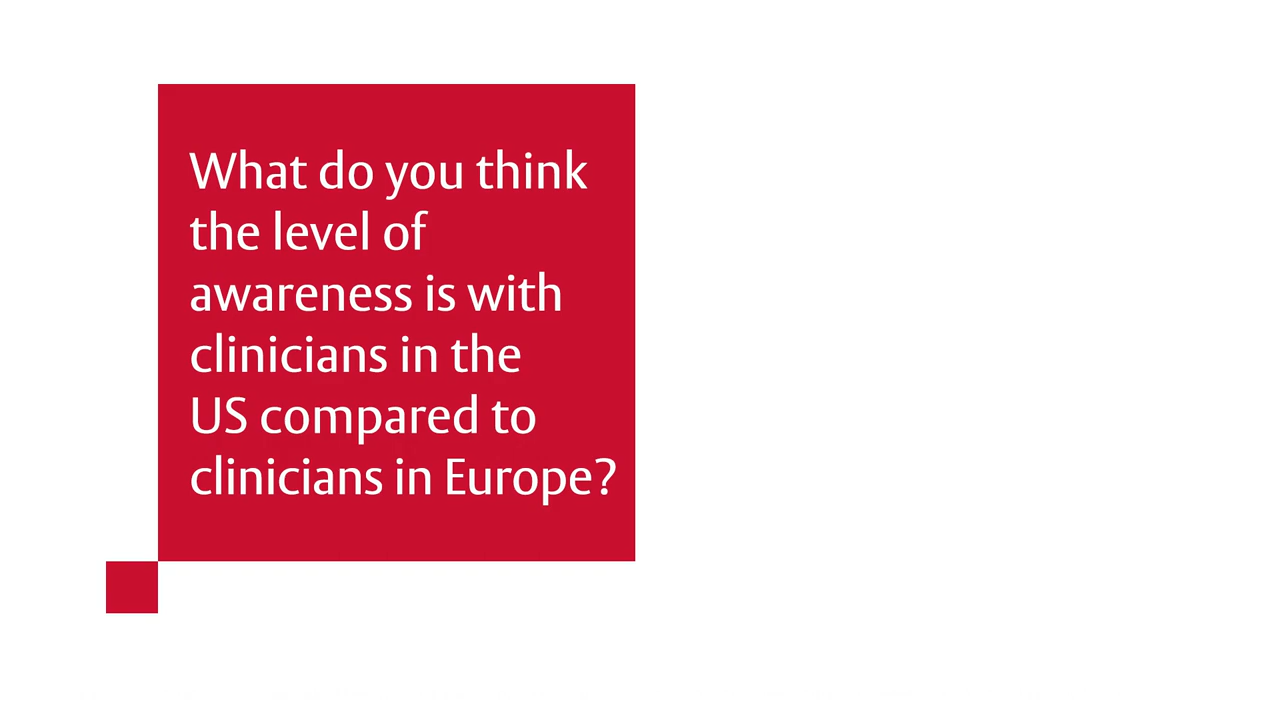 What do you think
the level of
awareness is with
clinicians in the
US compared to
clinicians in Europe?